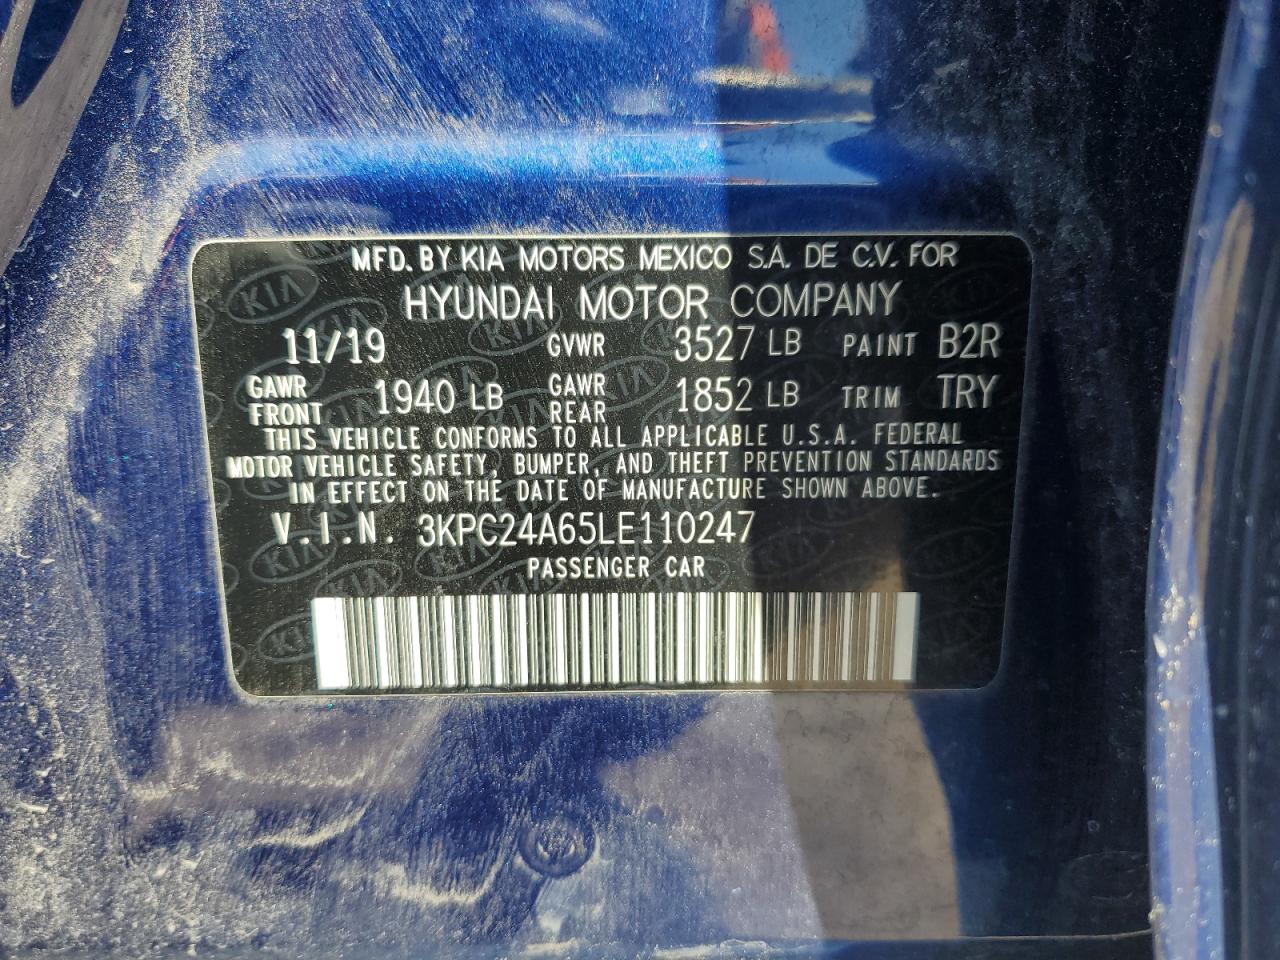 MFD. BY KIA MOTORS MEXICO S.A. DE C.V. FOR
HYUNDAI MOTOR COMPANY
11/19 GVWR 3527 LB PAINT B2R
GAWR FRONT 1940 LB GAWR REAR 1852 LB TRIM TRY
THIS VEHICLE CONFORMS TO ALL APPLICABLE U.S.A. FEDERAL
MOTOR VEHICLE SAFETY, BUMPER, AND THEFT PREVENTION STANDARDS
IN EFFECT ON THE DATE OF MANUFACTURE SHOWN ABOVE.
V.I.N. 3KPC24A65LE110247
PASSENGER CAR